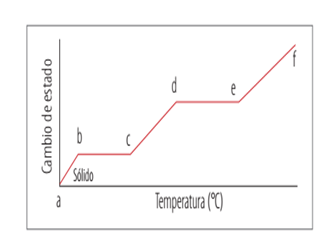 Cambio de estado
f
d
e
b
c
Sólido
a
Temperatura (ºC)